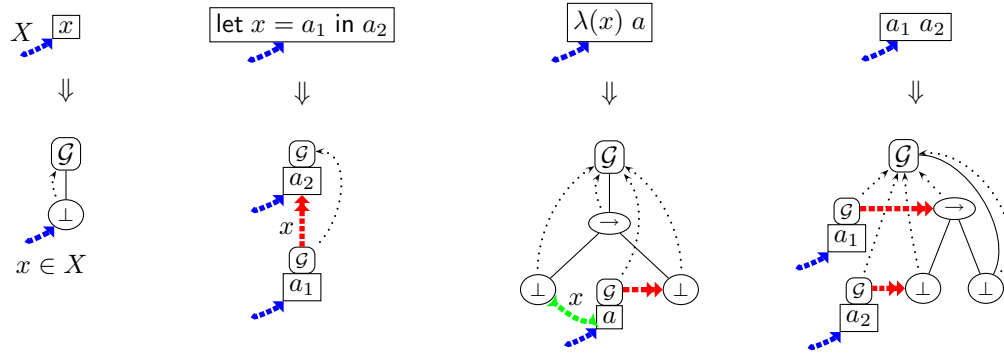 X x let x = a₁ in a₂ λ(x) a a₁ a₂
⇓ ⇓ ⇓ ⇓
𝒢 𝒢 𝒢 𝒢
a₂
𝒢 →
⊥ x → a₁
x ∈ X 𝒢 ⊥ x 𝒢 ⊥ 𝒢 ⊥ ⊥
a₁ a a₂